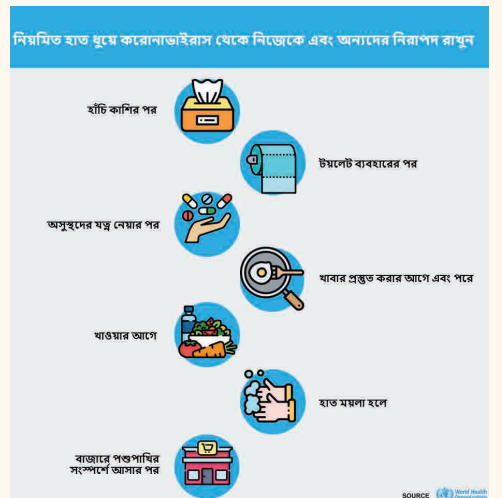 নিয়মিত হাত ধুয়ে করোনাভাইরাস থেকে নিজেকে এবং অন্যদের নিরাপদ রাখুন
হাঁচি কাশির পর
টয়লেট ব্যবহারের পর
অসুস্থদের যত্ন নেয়ার পর
খাবার প্রস্তুত করার আগে এবং পরে
খাওয়ার আগে
হাত ময়লা হলে
বাজারে পশুপাখির
সংস্পর্শে আসার পর
SOURCE World Health
Organization